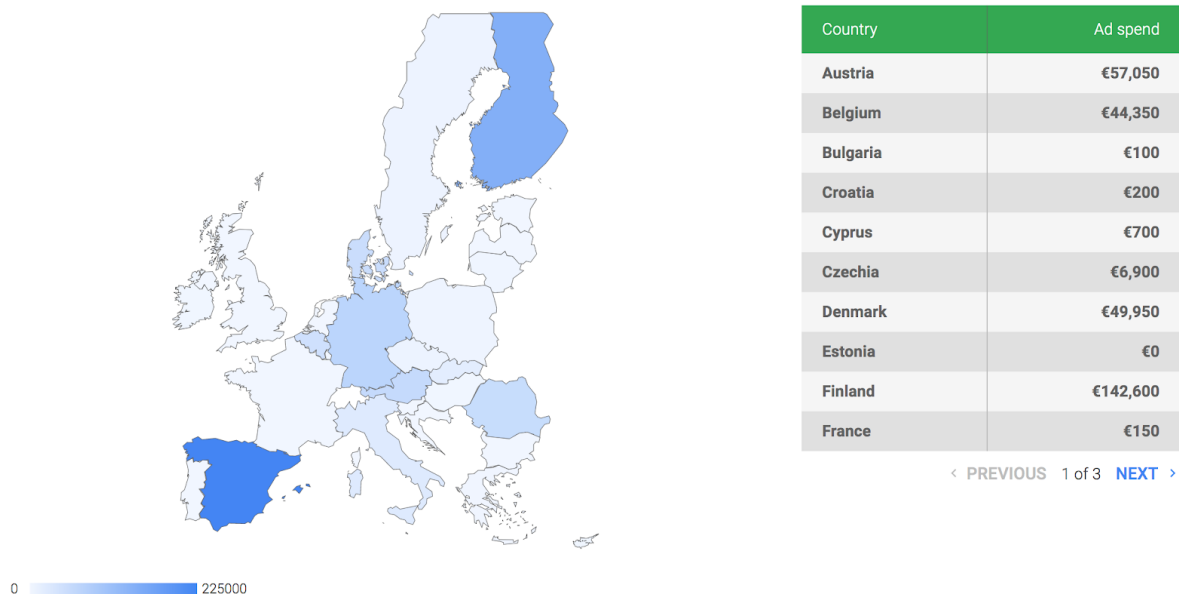 Country Ad spend
Austria €57,050
Belgium €44,350
Bulgaria €100
Croatia €200
Cyprus €700
Czechia €6,900
Denmark €49,950
Estonia €0
Finland €142,600
France €150
< PREVIOUS 1 of 3 NEXT >
0 225000